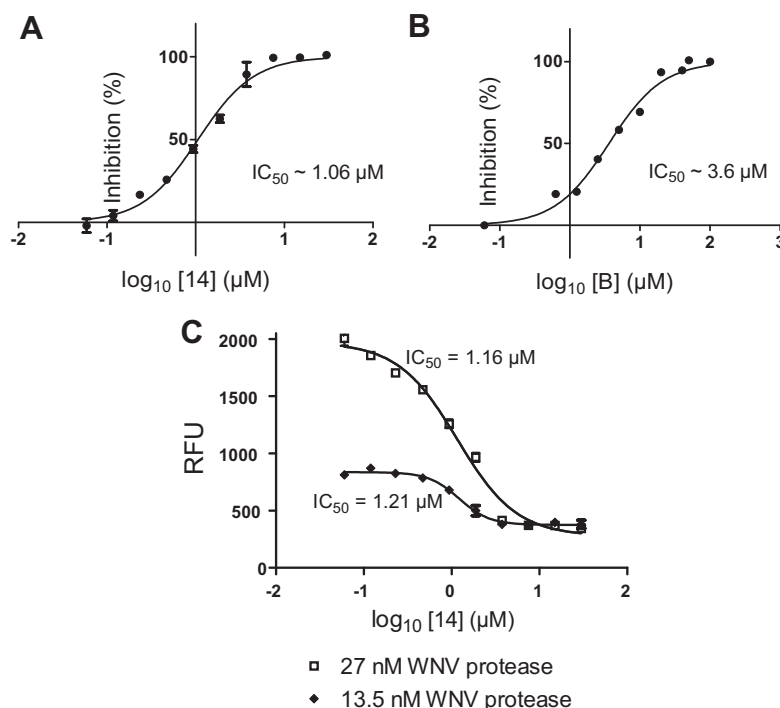 A
Inhibition (%)
100
50
IC50 ~ 1.06 µM
-2
-1
0
1
2
log10 [14] (µM)
B
Inhibition (%)
100
50
IC50 ~ 3.6 µM
-2
-1
0
1
2
3
log10 [B] (µM)
C
RFU
2000
1500
1000
500
0
IC50 = 1.16 µM
IC50 = 1.21 µM
-2
-1
0
1
2
log10 [14] (µM)
27 nM WNV protease
13.5 nM WNV protease